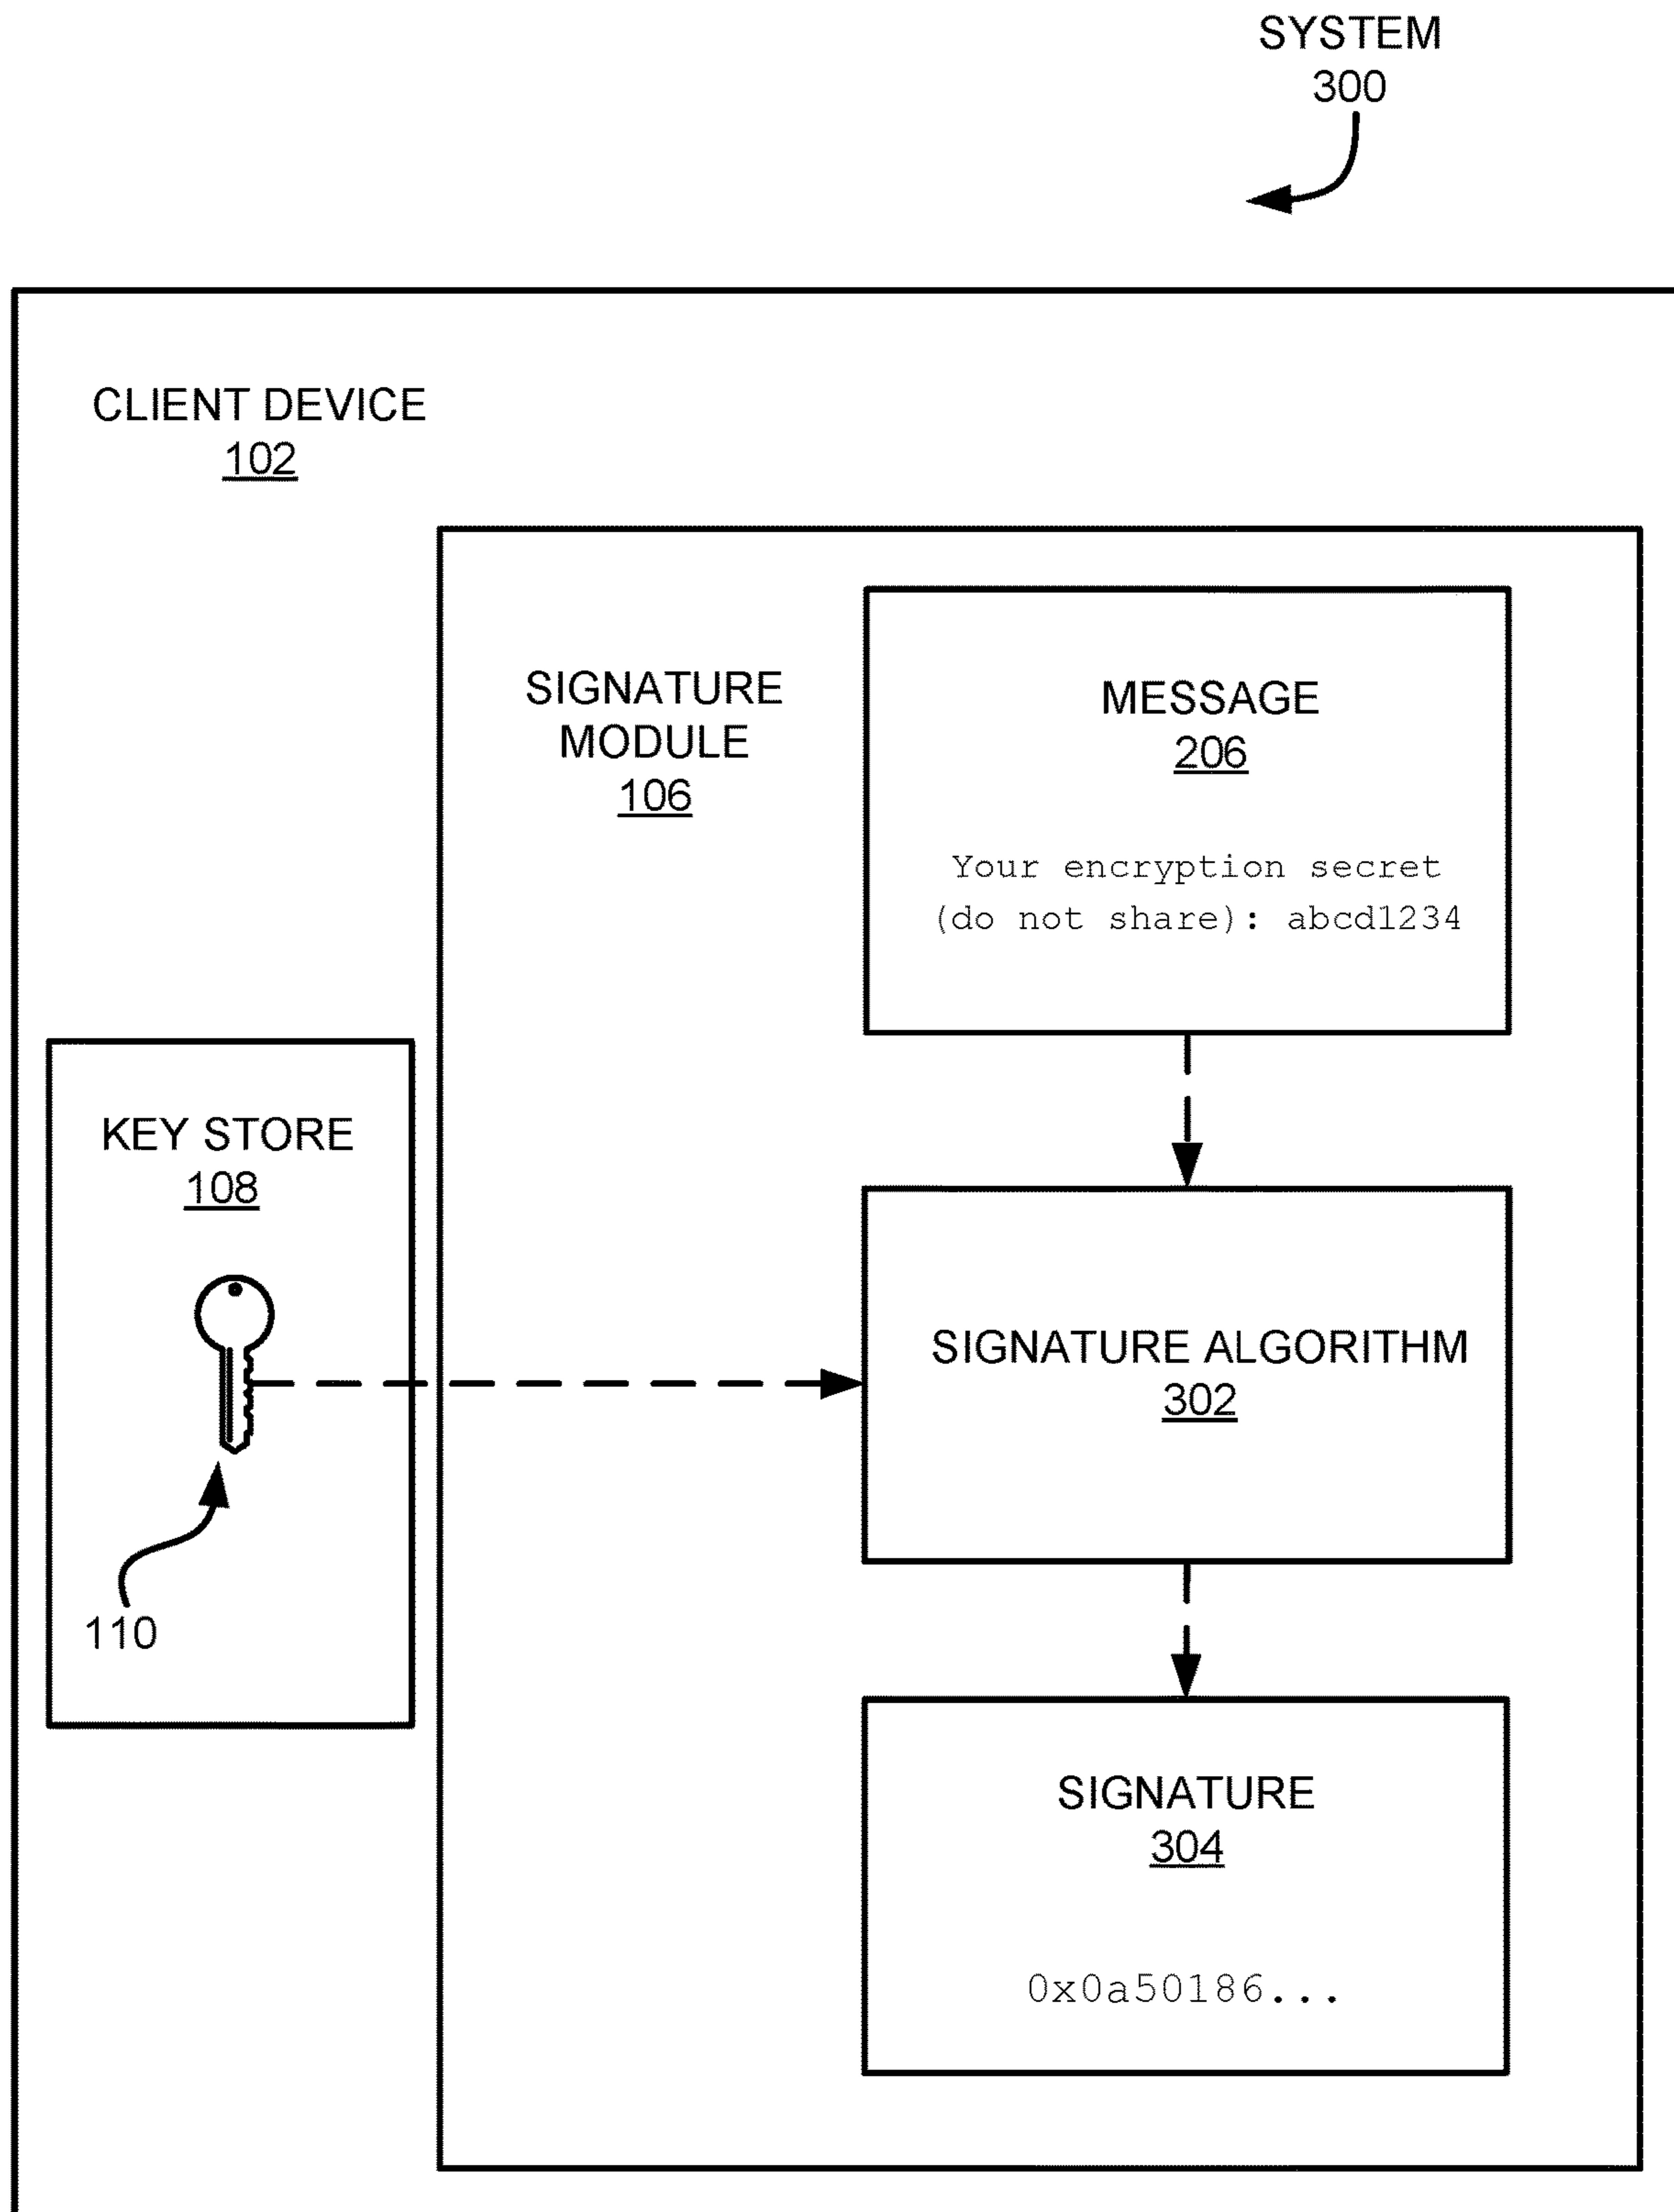 SYSTEM
300
CLIENT DEVICE
102
SIGNATURE
MODULE
106
MESSAGE
206
Your encryption secret
(do not share): abcd1234
KEY STORE
108
110
SIGNATURE ALGORITHM
302
SIGNATURE
304
0x0a50186...